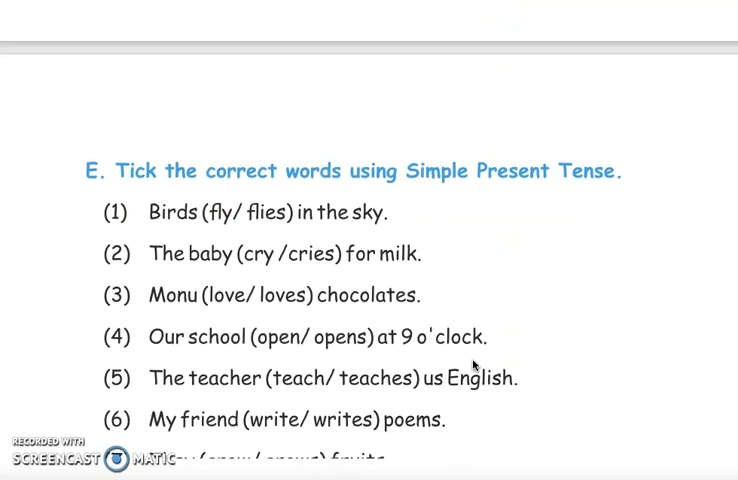 E. Tick the correct words using Simple Present Tense.
(1) Birds (fly/ flies) in the sky.
(2) The baby (cry /cries) for milk.
(3) Monu (love/ loves) chocolates.
(4) Our school (open/ opens) at 9 o'clock.
(5) The teacher (teach/ teaches) us English.
(6) My friend (write/ writes) poems.
RECORDED WITH
SCREENCAST MATIC
fruits